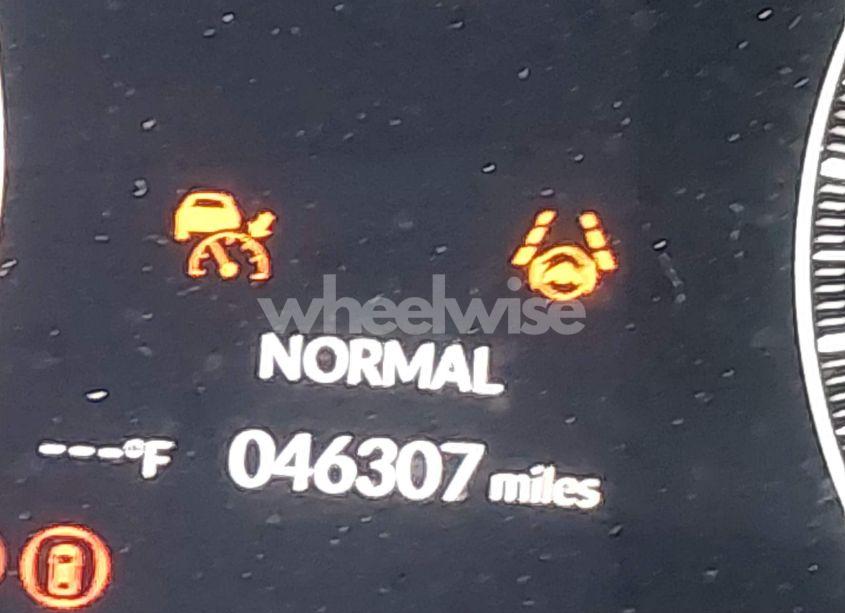 wheelwise
NORMAL
---°F 046307 miles